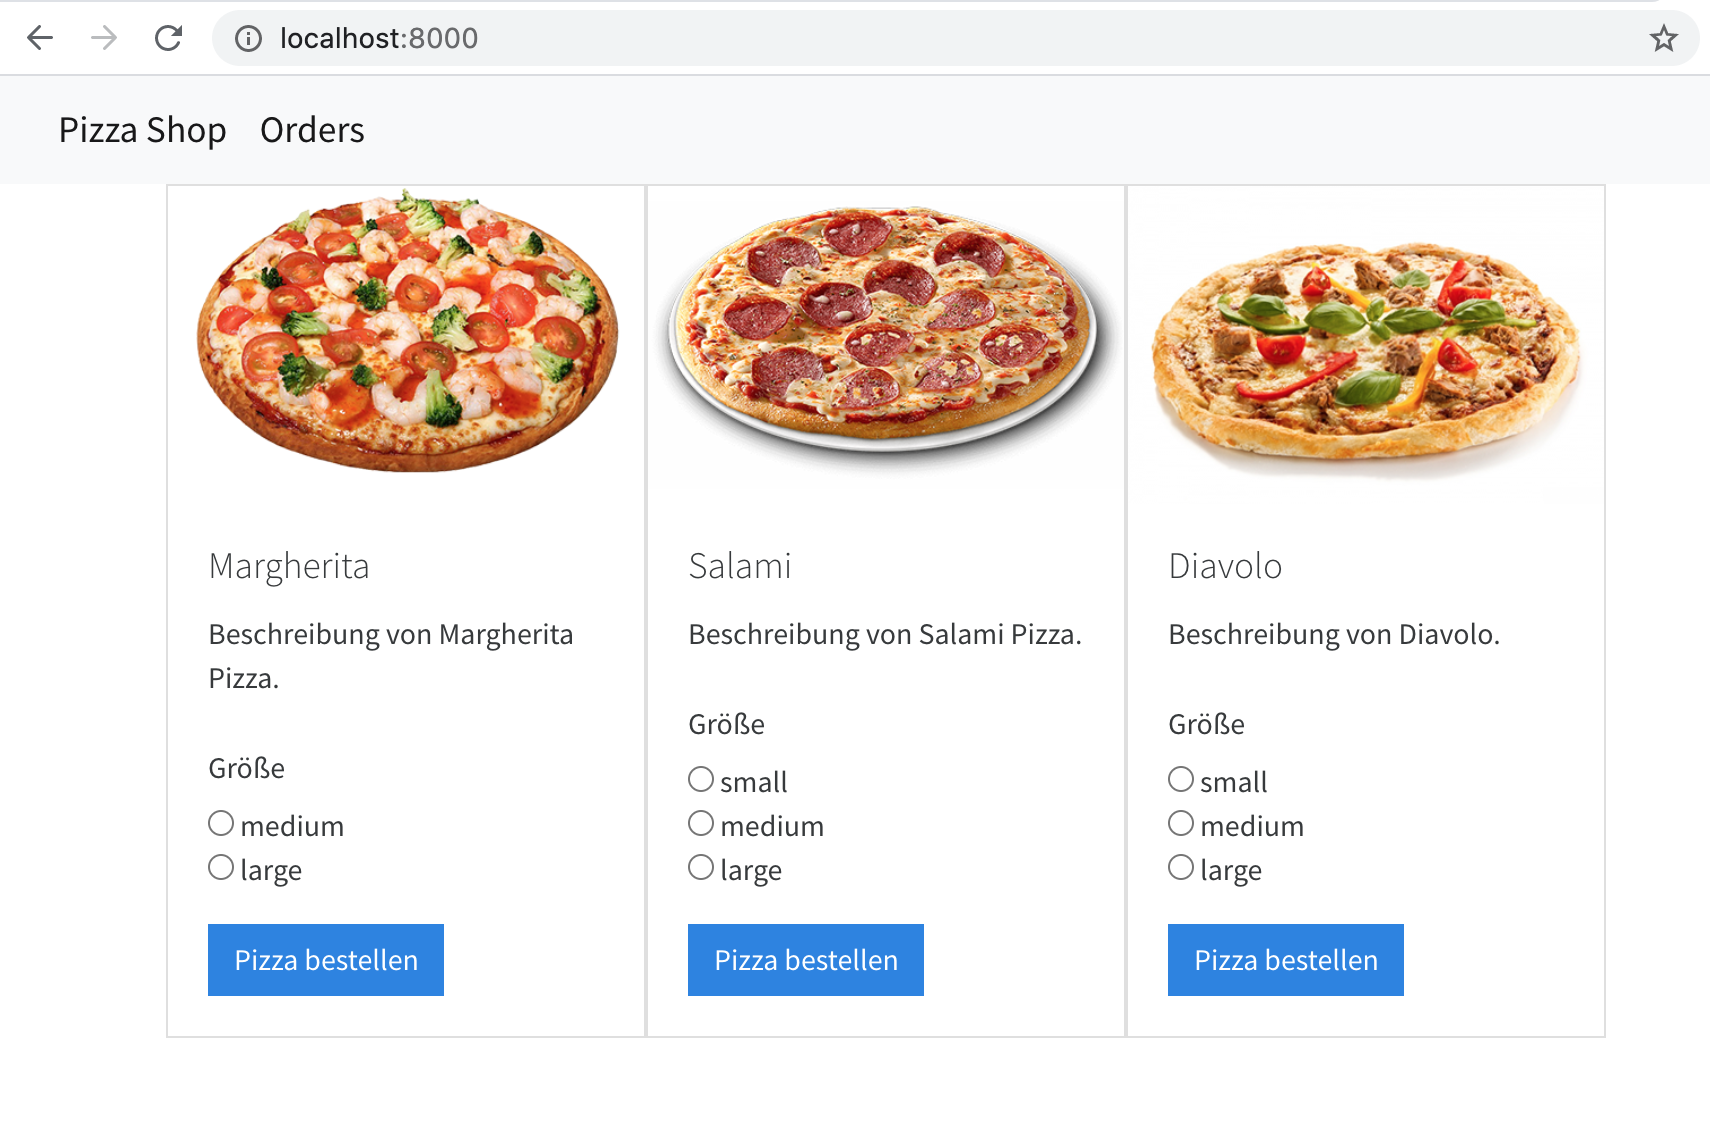 localhost:8000
Pizza Shop Orders
Margherita
Beschreibung von Margherita
Pizza.
Größe
medium
large
Pizza bestellen
Salami
Beschreibung von Salami Pizza.
Größe
small
medium
large
Pizza bestellen
Diavolo
Beschreibung von Diavolo.
Größe
small
medium
large
Pizza bestellen